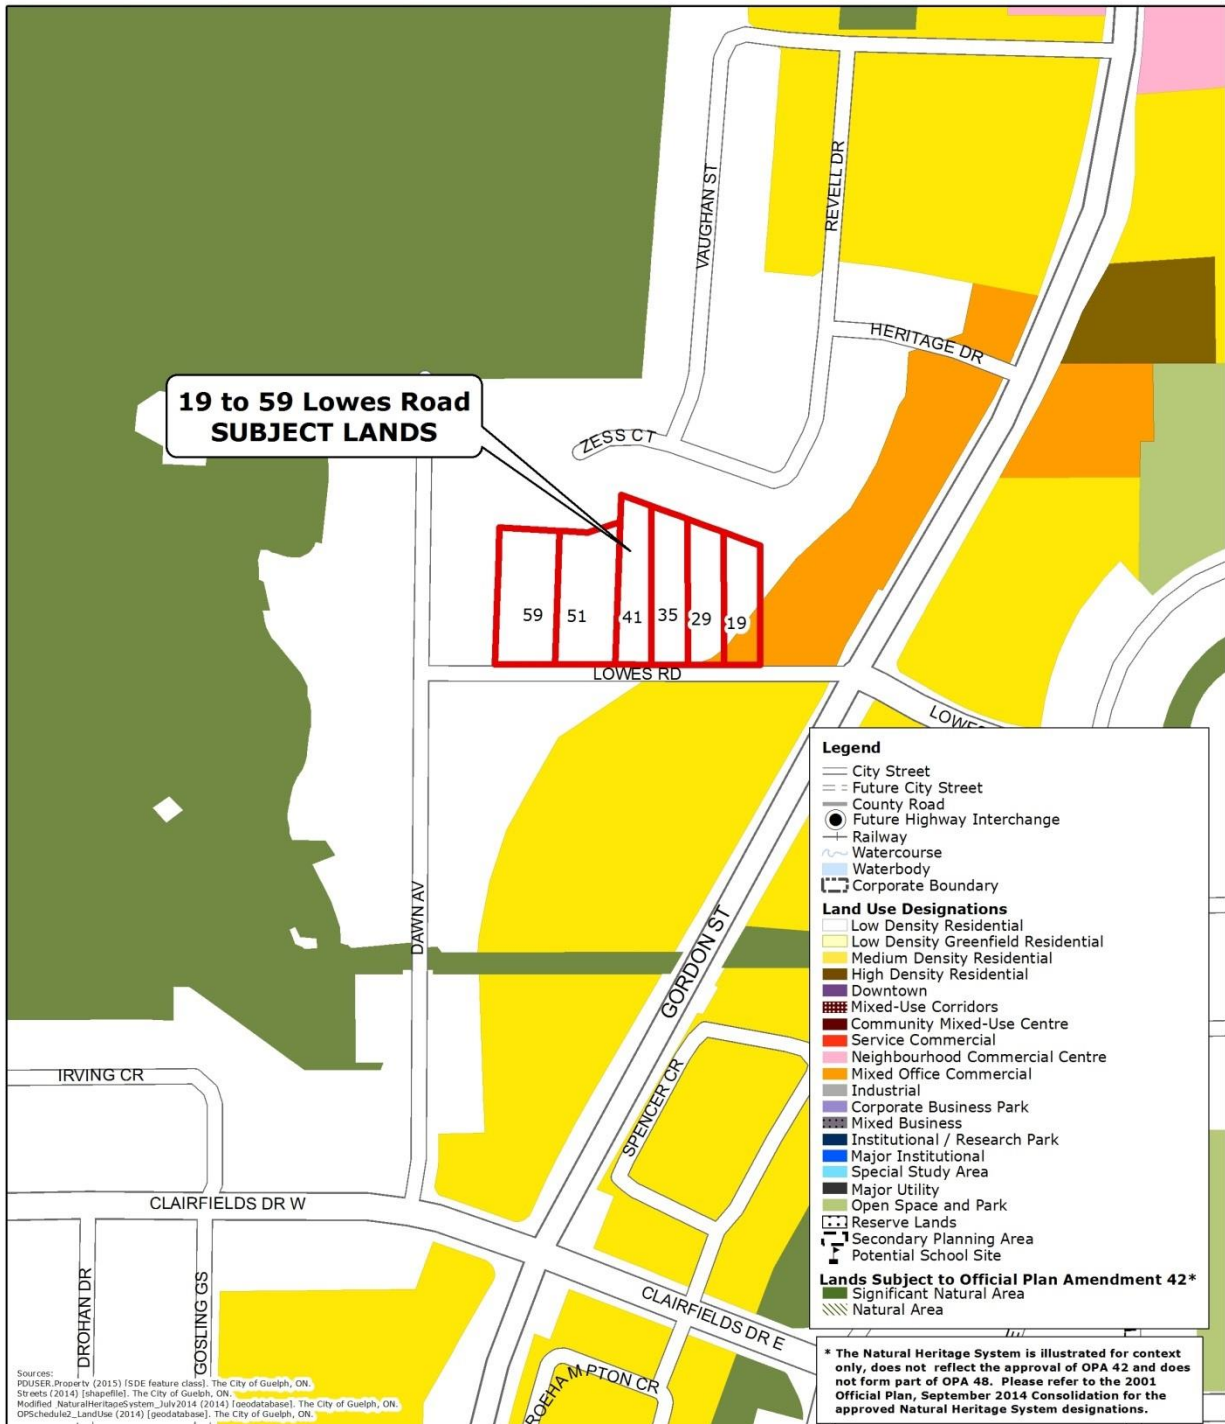 VAUGHAN ST
REVELL DR
HERITAGE DR
19 to 59 Lowes Road
SUBJECT LANDS
ZESS CT
59
51
41
35
29
19
LOWES RD
LOWES
DAWN AV
GORDON ST
SPENCER CR
IRVING CR
CLAIRFIELDS DR W
DROHAN DR
GOSLING GS
CLAIRFIELDS DR E
ROEHAMPTON CR
Legend
City Street
Future City Street
County Road
Future Highway Interchange
Railway
Watercourse
Waterbody
Corporate Boundary
Land Use Designations
Low Density Residential
Low Density Greenfield Residential
Medium Density Residential
High Density Residential
Downtown
Mixed-Use Corridors
Community Mixed-Use Centre
Service Commercial
Neighbourhood Commercial Centre
Mixed Office Commercial
Industrial
Corporate Business Park
Mixed Business
Institutional / Research Park
Major Institutional
Special Study Area
Major Utility
Open Space and Park
Reserve Lands
Secondary Planning Area
Potential School Site
Lands Subject to Official Plan Amendment 42*
Significant Natural Area
Natural Area
* The Natural Heritage System is illustrated for context
only, does not reflect the approval of OPA 42 and does
not form part of OPA 48. Please refer to the 2001
Official Plan, September 2014 Consolidation for the
approved Natural Heritage System designations.
Sources:
PDUSER.Property (2015) [SDE feature class]. The City of Guelph, ON.
Streets (2014) [shapefile]. The City of Guelph, ON.
Modified_NaturalHeritageSystem_July2014 (2014) [geodatabase]. The City of Guelph, ON.
OPSchedule2_LandUse (2014) [geodatabase]. The City of Guelph, ON.